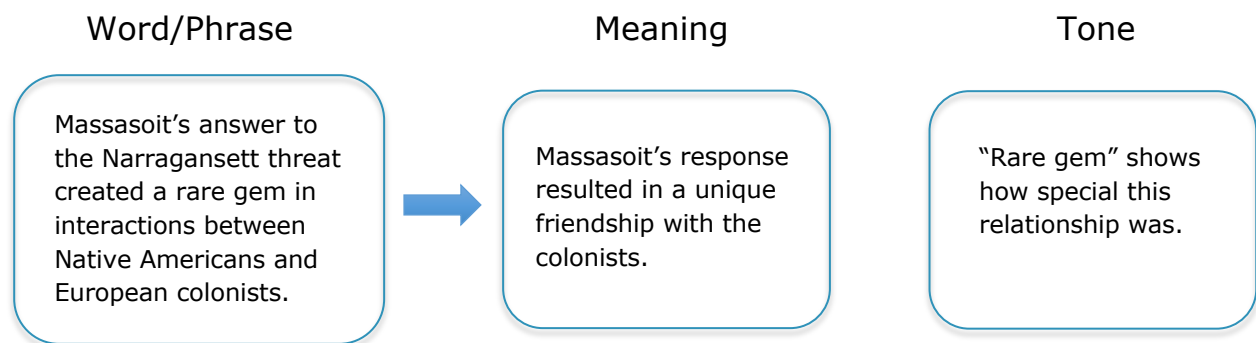 Word/Phrase
Meaning
Tone
Massasoit’s answer to
the Narragansett threat
created a rare gem in
interactions between
Native Americans and
European colonists.
Massasoit’s response
resulted in a unique
friendship with the
colonists.
“Rare gem” shows
how special this
relationship was.